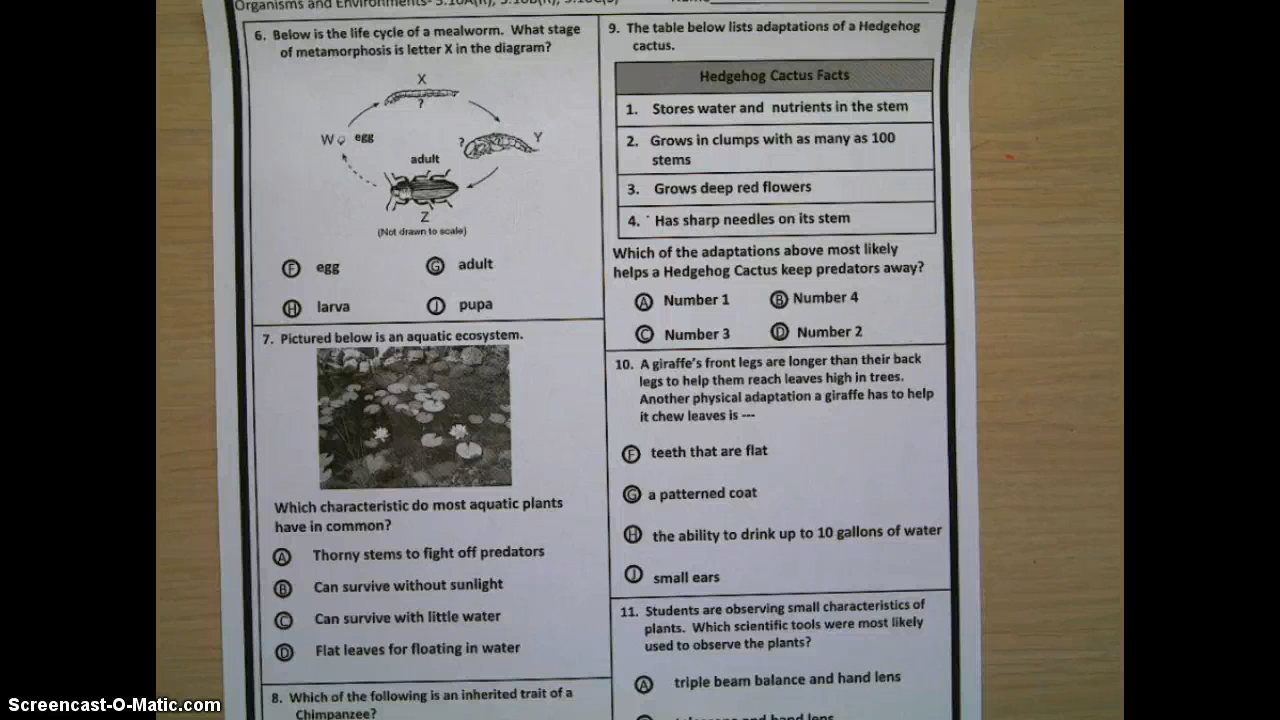 Organisms and Environments-
6. Below is the life cycle of a mealworm. What stage
of metamorphosis is letter X in the diagram?
X
?
W egg
? Y
adult
Z
(Not drawn to scale)
F egg
G adult
H larva
J pupa
7. Pictured below is an aquatic ecosystem.
Which characteristic do most aquatic plants
have in common?
A Thorny stems to fight off predators
B Can survive without sunlight
C Can survive with little water
D Flat leaves for floating in water
8. Which of the following is an inherited trait of a
Chimpanzee?
9. The table below lists adaptations of a Hedgehog
cactus.
Hedgehog Cactus Facts
1. Stores water and nutrients in the stem
2. Grows in clumps with as many as 100
stems
3. Grows deep red flowers
4. Has sharp needles on its stem
Which of the adaptations above most likely
helps a Hedgehog Cactus keep predators away?
A Number 1
B Number 4
C Number 3
D Number 2
10. A giraffe's front legs are longer than their back
legs to help them reach leaves high in trees.
Another physical adaptation a giraffe has to help
it chew leaves is ---
F teeth that are flat
G a patterned coat
H the ability to drink up to 10 gallons of water
J small ears
11. Students are observing small characteristics of
plants. Which scientific tools were most likely
used to observe the plants?
A triple beam balance and hand lens
and hand lens
Screencast-O-Matic.com